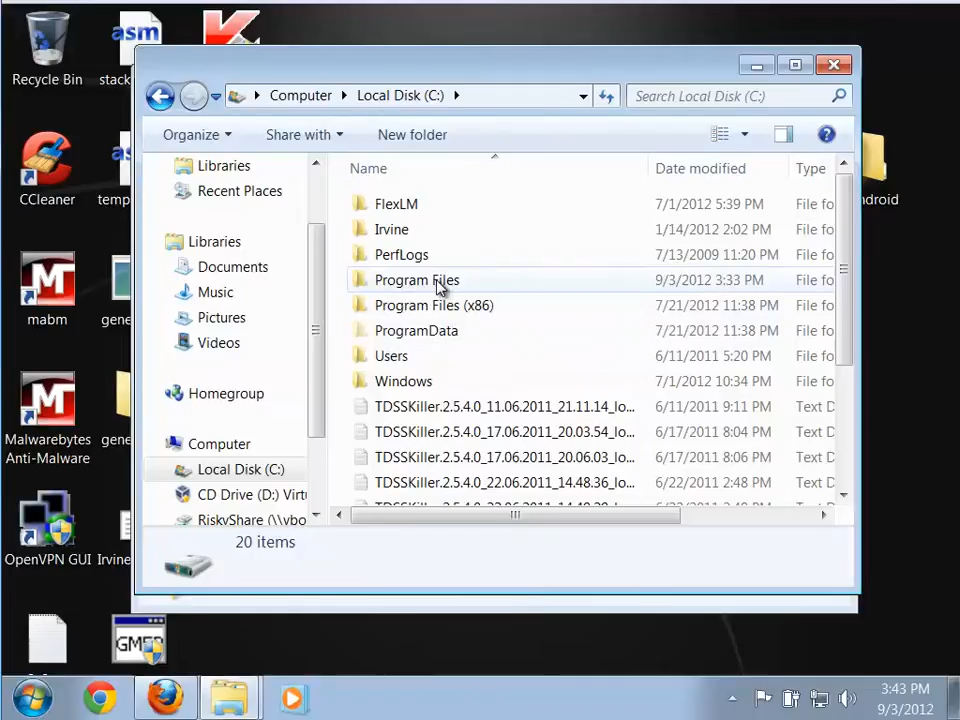 asm
asm
Recycle Bin
stack
CCleaner
temp
mabm
gene
Malwarebytes
Anti-Malware
gene
OpenVPN GUI
Irvine
GMER
ndroid
Computer
Local Disk (C:)
Search Local Disk (C:)
Organize
Share with
New folder
Libraries
Recent Places
Libraries
Documents
Music
Pictures
Videos
Homegroup
Computer
Local Disk (C:)
CD Drive (D:) Virtu
RiskyShare (\\vbo
Name Date modified Type
FlexLM 7/1/2012 5:39 PM File fo
Irvine 1/14/2012 2:02 PM File fo
PerfLogs 7/13/2009 11:20 PM File fo
Program Files 9/3/2012 3:33 PM File fo
Program Files (x86) 7/21/2012 11:38 PM File fo
ProgramData 7/21/2012 11:38 PM File fo
Users 6/11/2011 5:20 PM File fo
Windows 7/1/2012 10:34 PM File fo
TDSSKiller.2.5.4.0_11.06.2011_21.11.14_lo... 6/11/2011 9:11 PM Text D
TDSSKiller.2.5.4.0_17.06.2011_20.03.54_lo... 6/17/2011 8:04 PM Text D
TDSSKiller.2.5.4.0_17.06.2011_20.06.03_lo... 6/17/2011 8:06 PM Text D
TDSSKiller.2.5.4.0_22.06.2011_14.48.36_lo... 6/22/2011 2:48 PM Text D
20 items
3:43 PM
9/3/2012